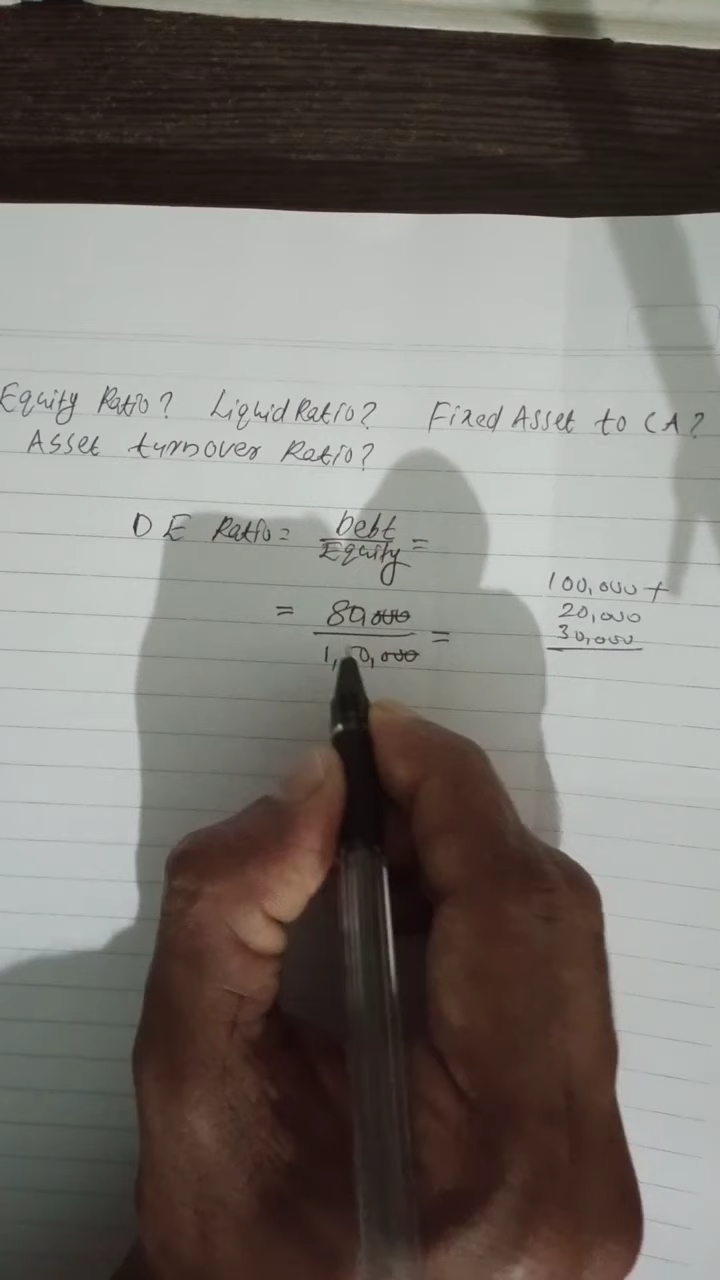 Equity Ratio? Liquid Ratio? Fixed Asset to CA?
Asset turnover Ratio?
D E Ratio = Debt / Equity =
= 80,000 / =
100,000 +
20,000
30,000